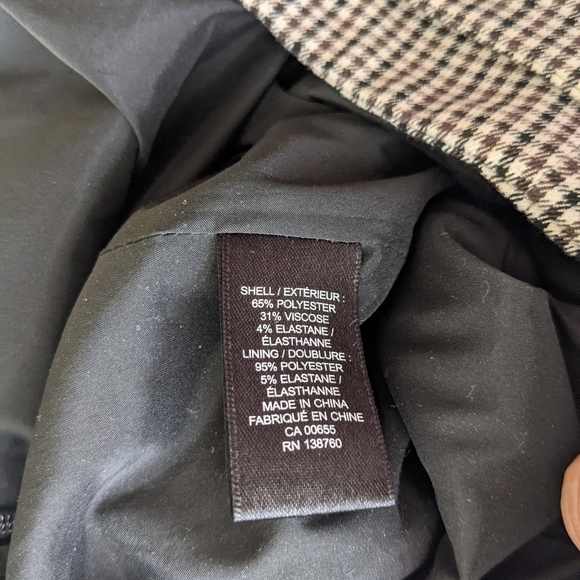 SHELL / EXTÉRIEUR :
65% POLYESTER
31% VISCOSE
4% ELASTANE /
ÉLASTHANNE
LINING / DOUBLURE :
95% POLYESTER
5% ELASTANE /
ÉLASTHANNE
MADE IN CHINA
FABRIQUÉ EN CHINE
CA 00655
RN 138760